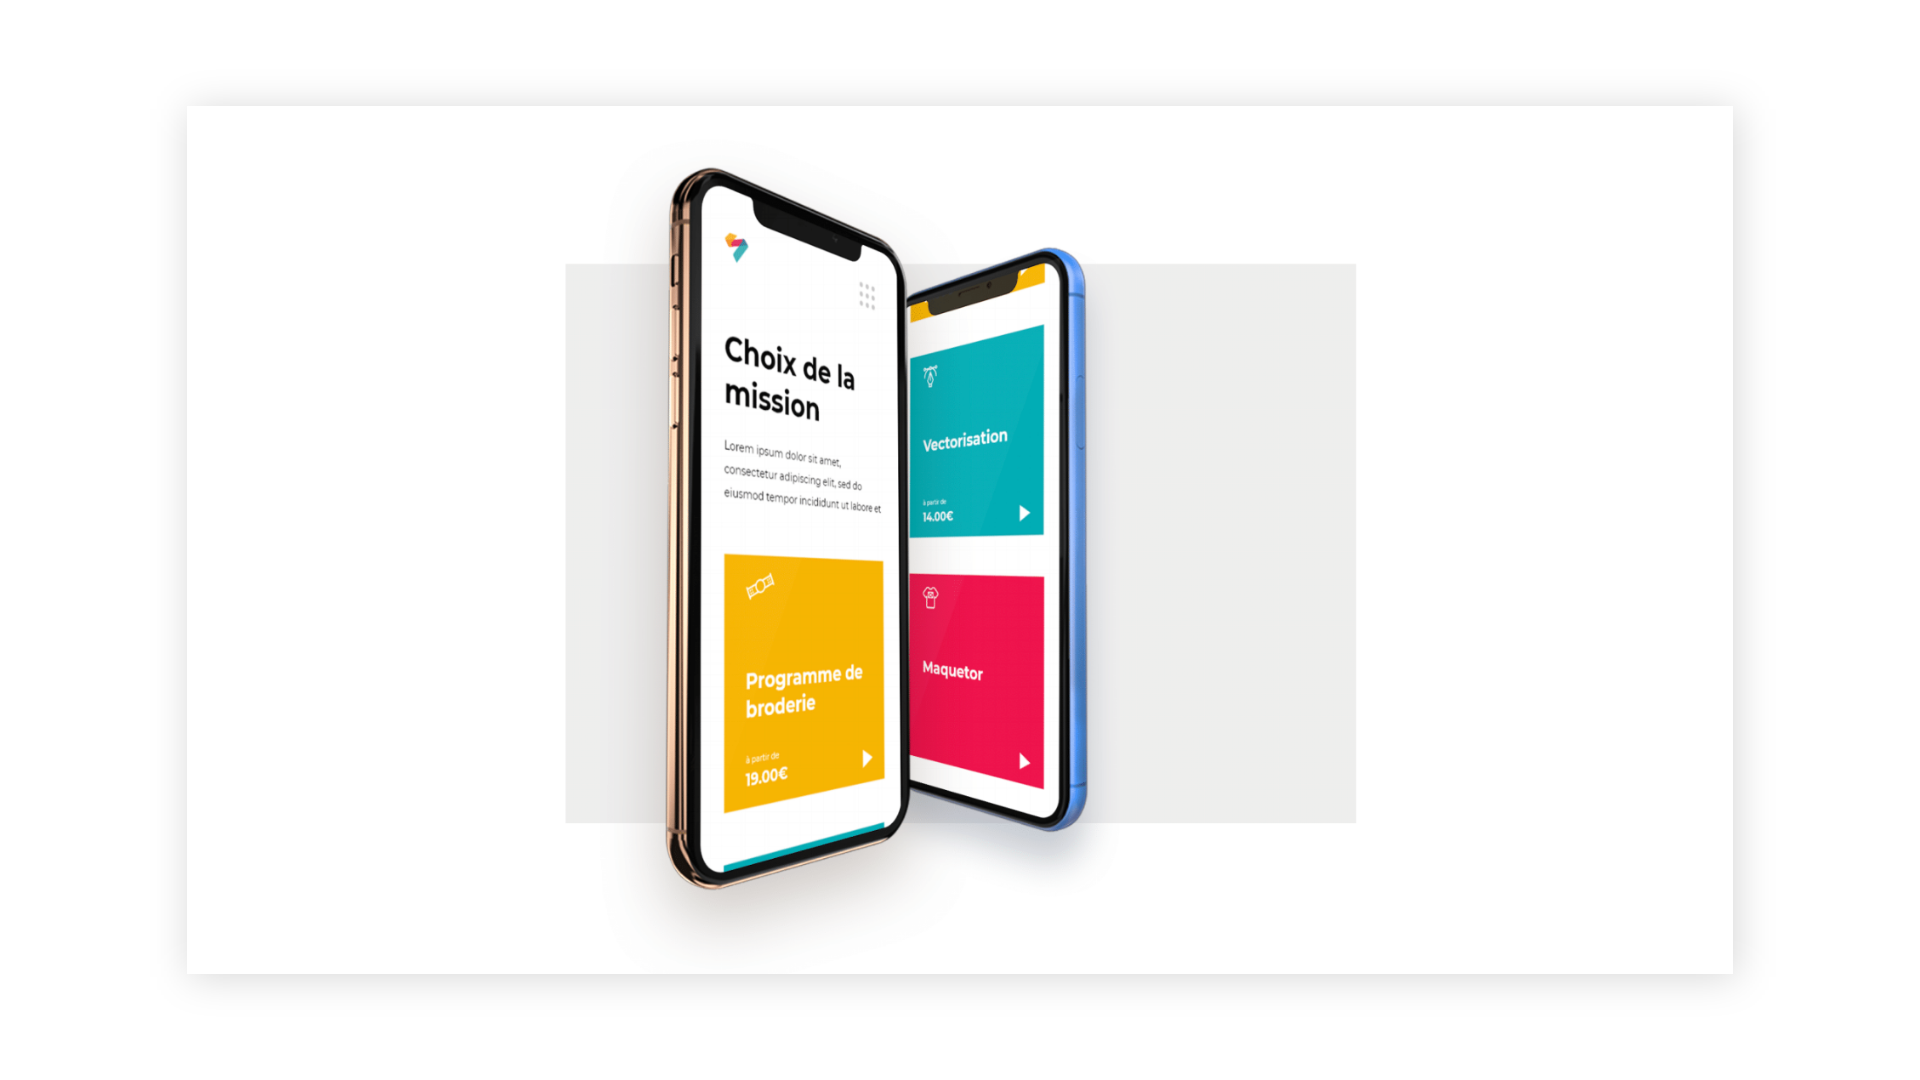 Choix de la
mission
Lorem ipsum dolor sit amet,
consectetur adipiscing elit, sed do
eiusmod tempor incididunt ut labore et
Programme de
broderie
à partir de
19.00€
Vectorisation
à partir de
14.00€
Maquetor